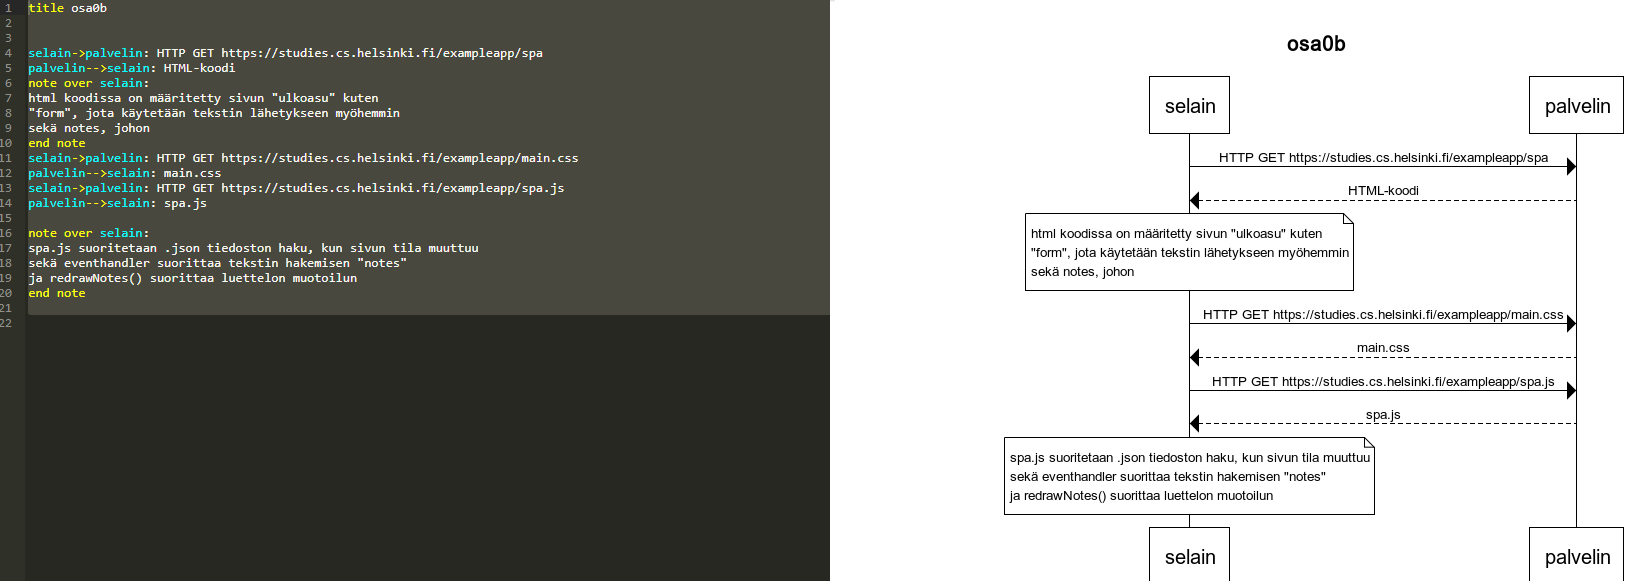 1 title osa0b
2
3
4 selain->palvelin: HTTP GET https://studies.cs.helsinki.fi/exampleapp/spa
5 palvelin-->selain: HTML-koodi
6 note over selain:
7 html koodissa on määritetty sivun "ulkoasu" kuten
8 "form", jota käytetään tekstin lähetykseen myöhemmin
9 sekä notes, johon
10 end note
11 selain->palvelin: HTTP GET https://studies.cs.helsinki.fi/exampleapp/main.css
12 palvelin-->selain: main.css
13 selain->palvelin: HTTP GET https://studies.cs.helsinki.fi/exampleapp/spa.js
14 palvelin-->selain: spa.js
15
16 note over selain:
17 spa.js suoritetaan .json tiedoston haku, kun sivun tila muuttuu
18 sekä eventhandler suorittaa tekstin hakemisen "notes"
19 ja redrawNotes() suorittaa luettelon muotoilun
20 end note
21
22
osa0b
selain palvelin
HTTP GET https://studies.cs.helsinki.fi/exampleapp/spa
HTML-koodi
html koodissa on määritetty sivun "ulkoasu" kuten
"form", jota käytetään tekstin lähetykseen myöhemmin
sekä notes, johon
HTTP GET https://studies.cs.helsinki.fi/exampleapp/main.css
main.css
HTTP GET https://studies.cs.helsinki.fi/exampleapp/spa.js
spa.js
spa.js suoritetaan .json tiedoston haku, kun sivun tila muuttuu
sekä eventhandler suorittaa tekstin hakemisen "notes"
ja redrawNotes() suorittaa luettelon muotoilun
selain palvelin